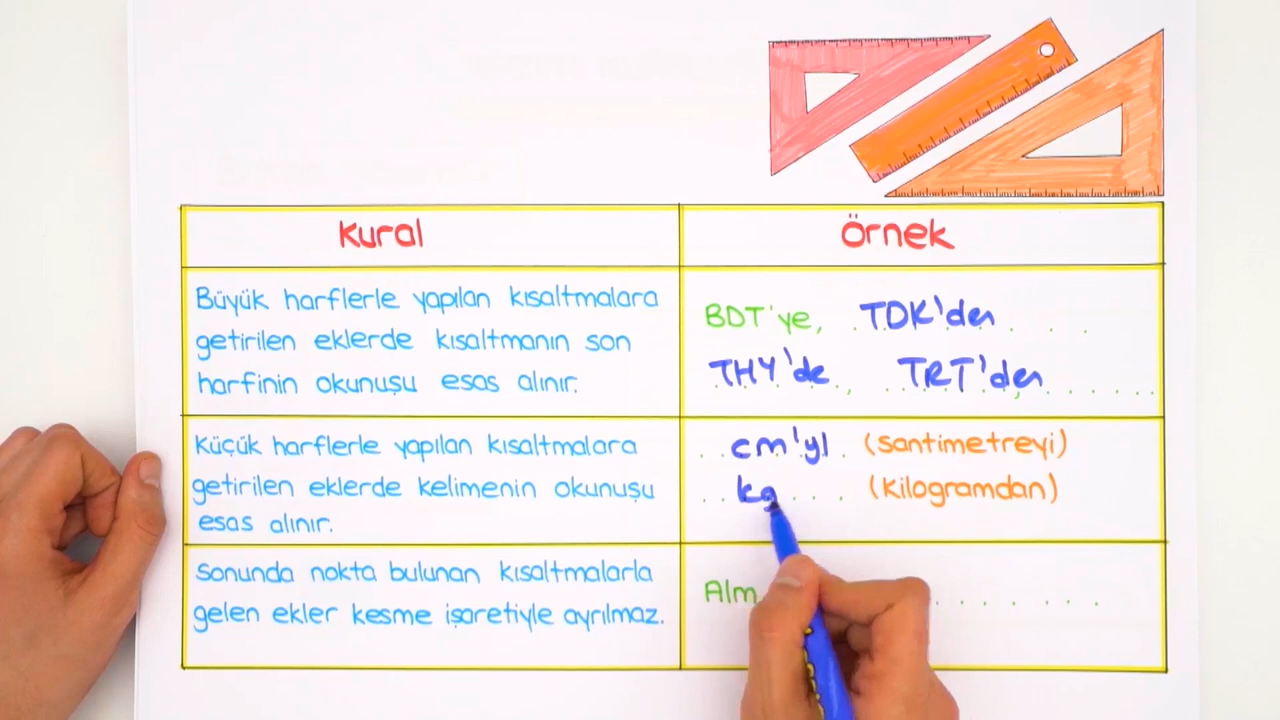 Kural
Örnek
Büyük harflerle yapılan kısaltmalara
getirilen eklerde kısaltmanın son
harfinin okunuşu esas alınır.
BDT'ye, TDK'den
THY'de, TRT'den,
Küçük harflerle yapılan kısaltmalara
getirilen eklerde kelimenin okunuşu
esas alınır.
cm'yi (santimetreyi)
kg (kilogramdan)
Sonunda nokta bulunan kısaltmalarla
gelen ekler kesme işaretiyle ayrılmaz.
Alm